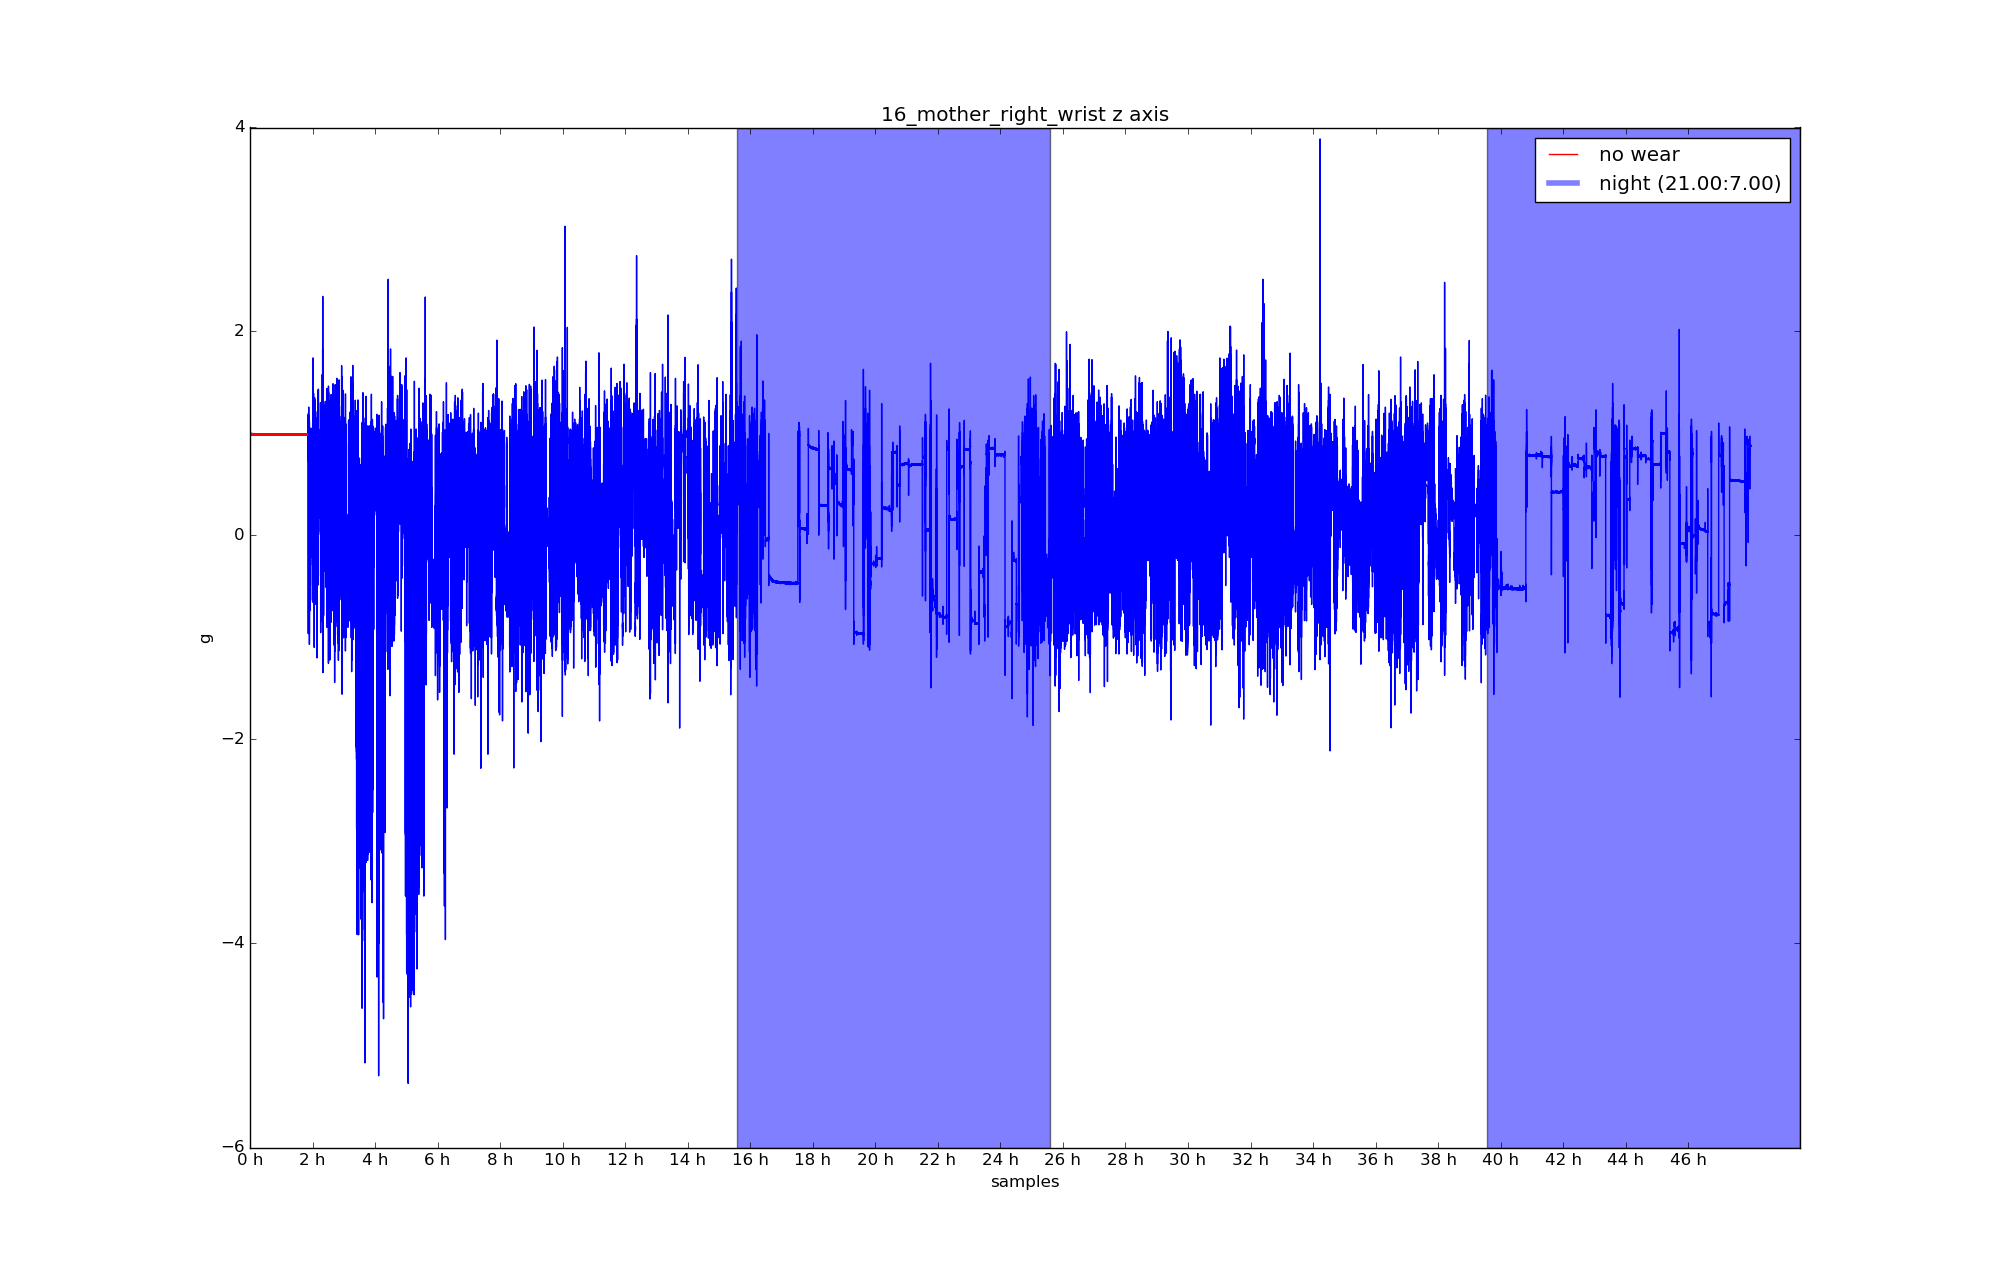 16_mother_right_wrist z axis
no wear
night (21.00:7.00)
4
2
0
−2
−4
−6
g
0 h 2 h 4 h 6 h 8 h 10 h 12 h 14 h 16 h 18 h 20 h 22 h 24 h 26 h 28 h 30 h 32 h 34 h 36 h 38 h 40 h 42 h 44 h 46 h
samples